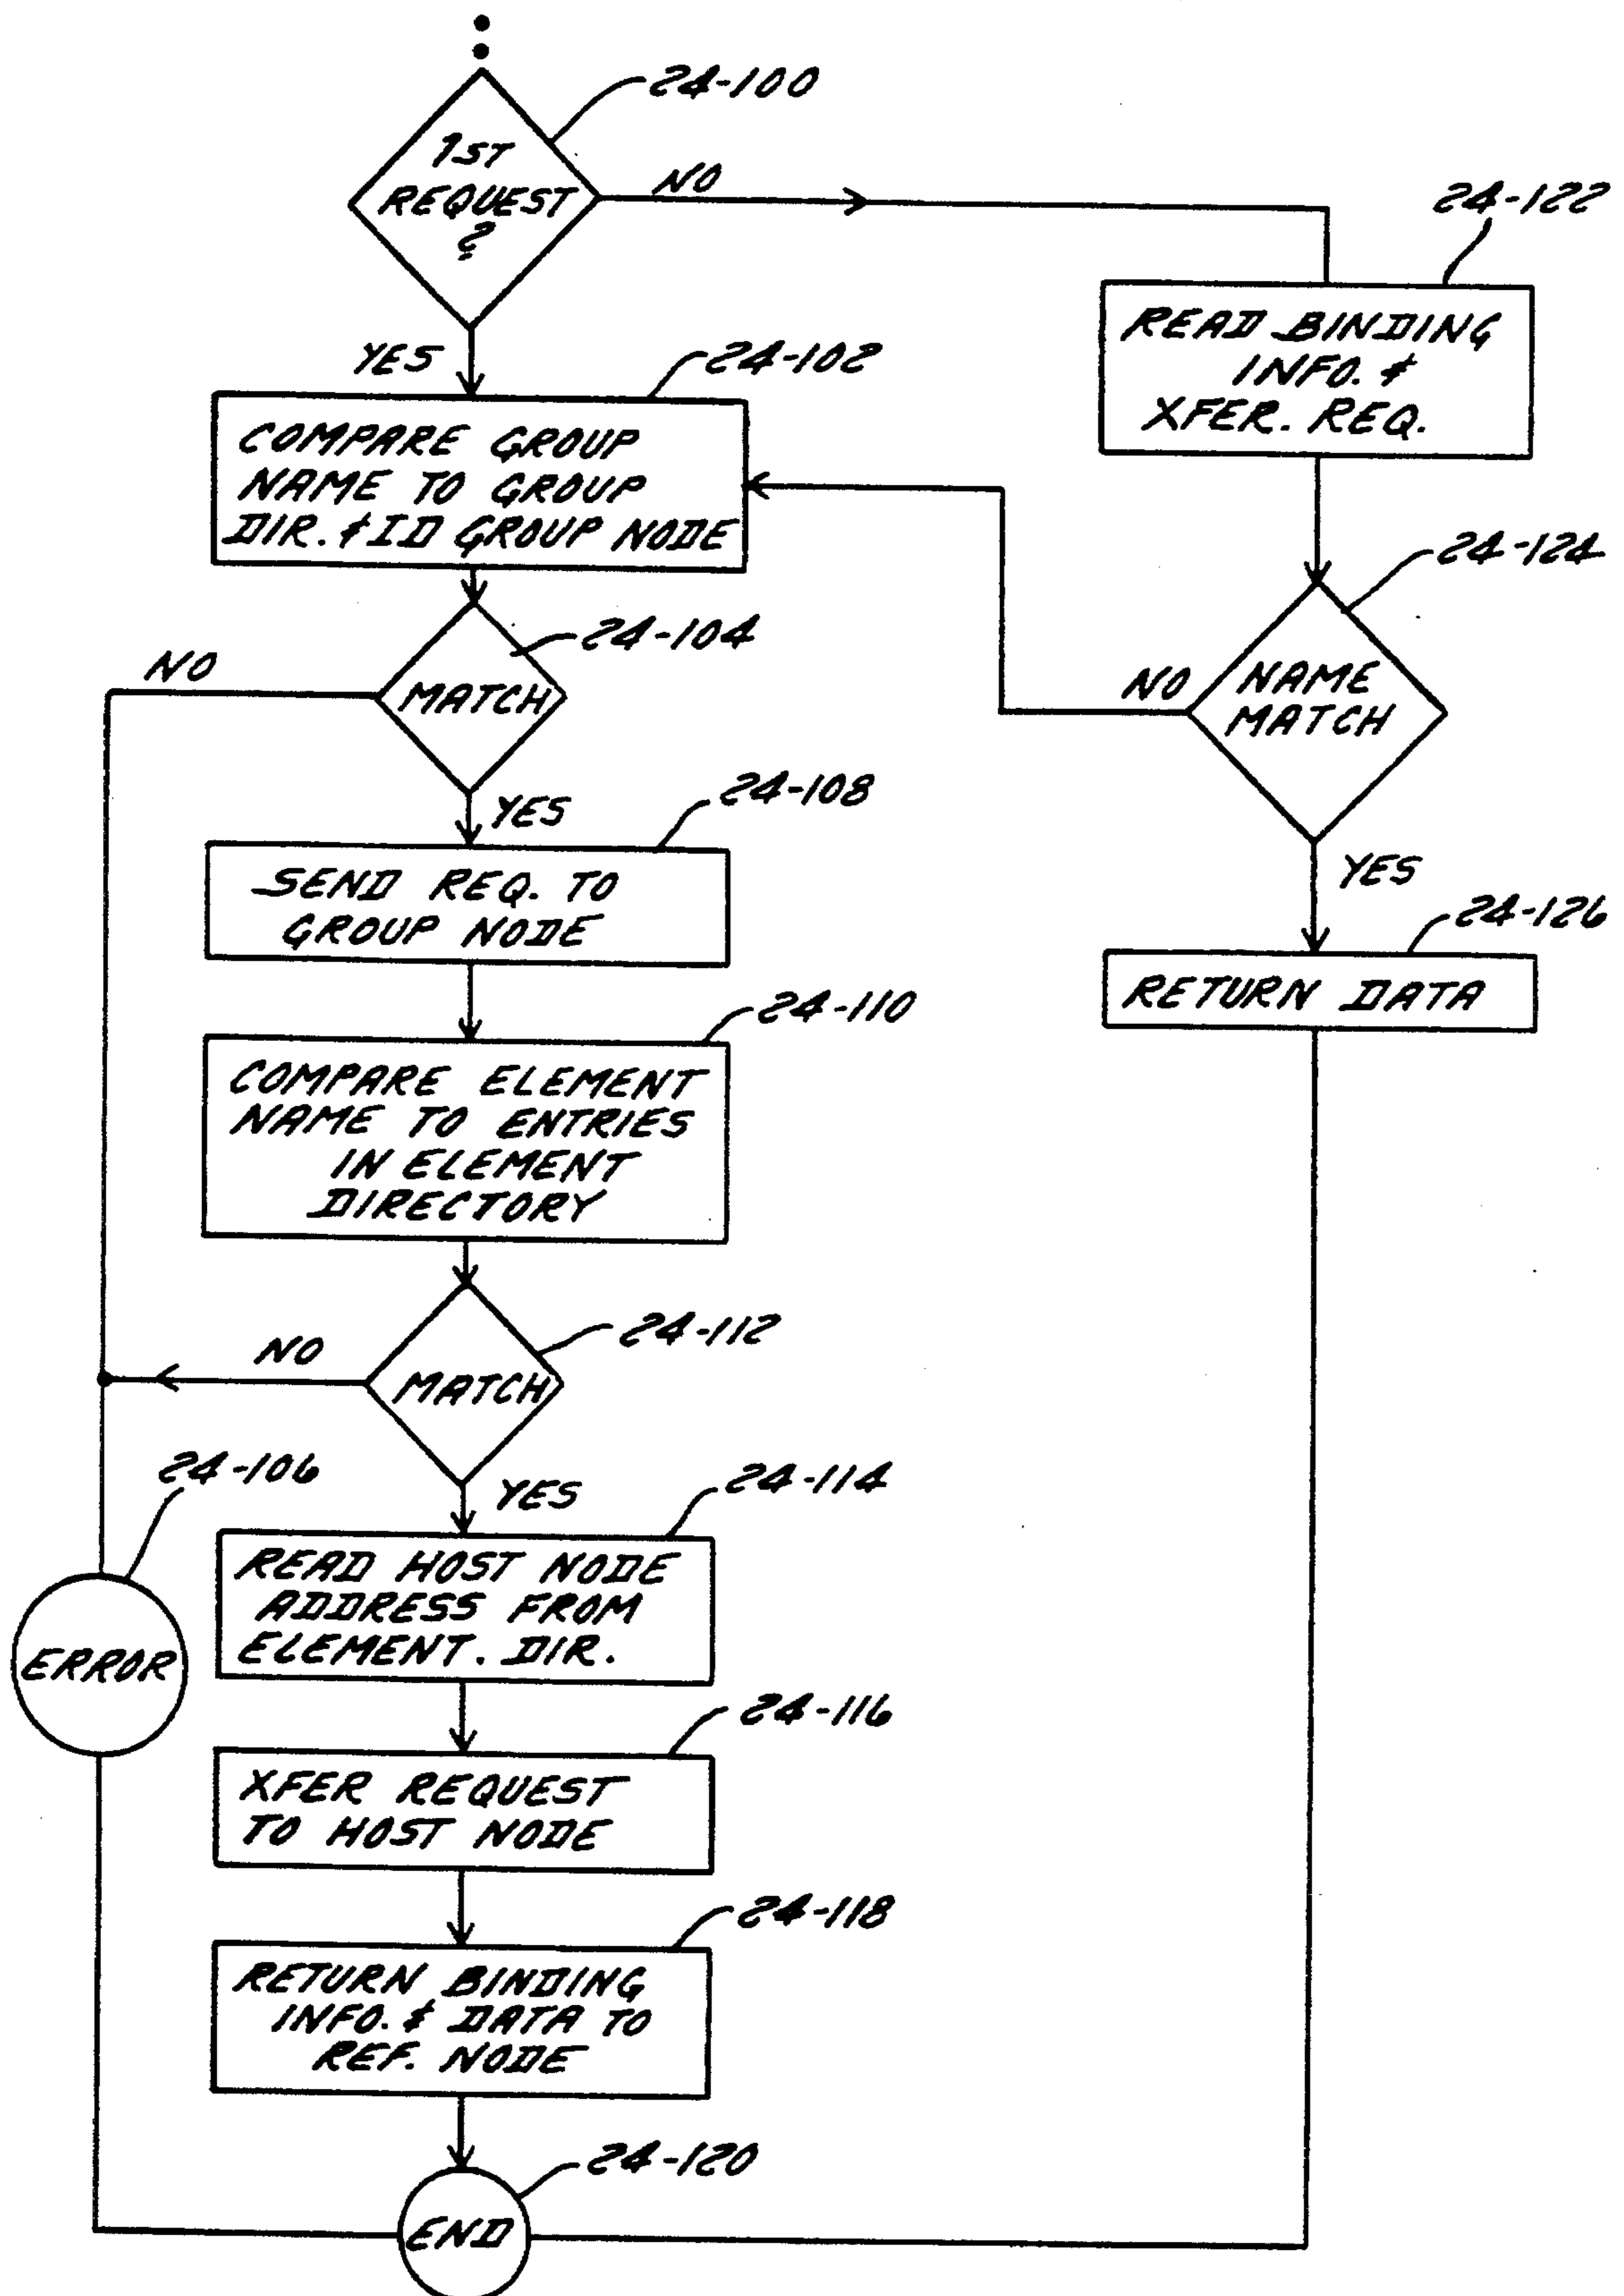 24-100
1ST
REQUEST
?
NO
24-122
READ BINDING
INFO. &
XFER. REQ.
YES
24-102
COMPARE GROUP
NAME TO GROUP
DIR. & ID GROUP NODE
24-124
NAME
MATCH
NO
24-104
NO
MATCH
YES
24-108
SEND REQ. TO
GROUP NODE
YES
24-126
RETURN DATA
24-110
COMPARE ELEMENT
NAME TO ENTRIES
IN ELEMENT
DIRECTORY
24-112
NO
MATCH
24-106
ERROR
YES
24-114
READ HOST NODE
ADDRESS FROM
ELEMENT. DIR.
24-116
XFER REQUEST
TO HOST NODE
24-118
RETURN BINDING
INFO. & DATA TO
REF. NODE
24-120
END